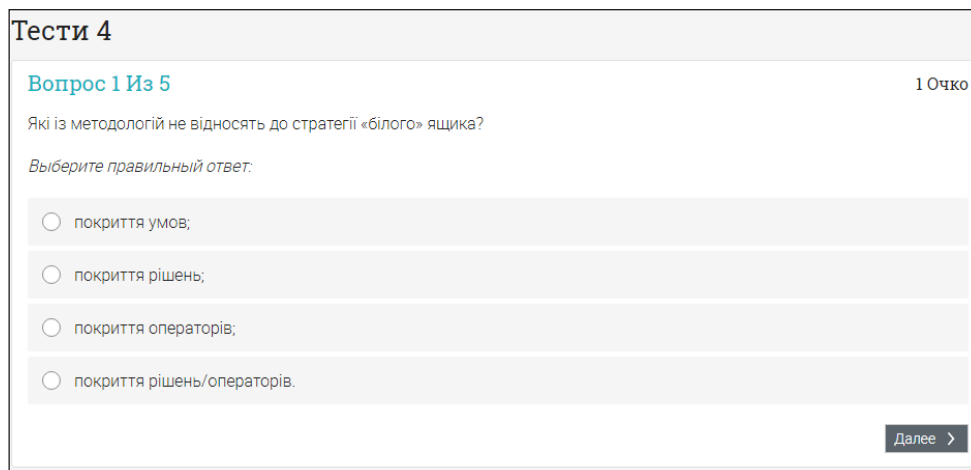 Тести 4
Вопрос 1 Из 5
1 Очко
Які із методологій не відносять до стратегії «білого» ящика?
Выберите правильный ответ:
покриття умов;
покриття рішень;
покриття операторів;
покриття рішень/операторів.
Далее